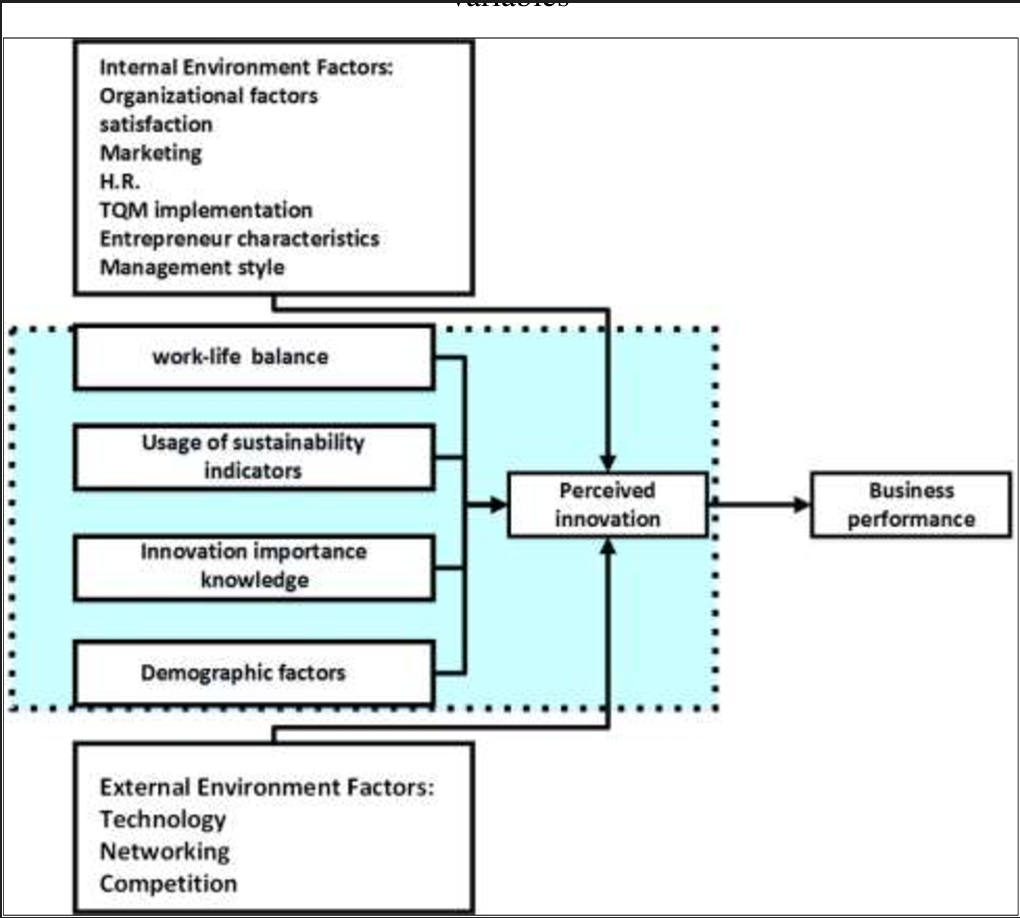 variables
Internal Environment Factors:
Organizational factors
satisfaction
Marketing
H.R.
TQM implementation
Entrepreneur characteristics
Management style
work-life balance
Usage of sustainability
indicators
Innovation importance
knowledge
Demographic factors
Perceived
innovation
Business
performance
External Environment Factors:
Technology
Networking
Competition